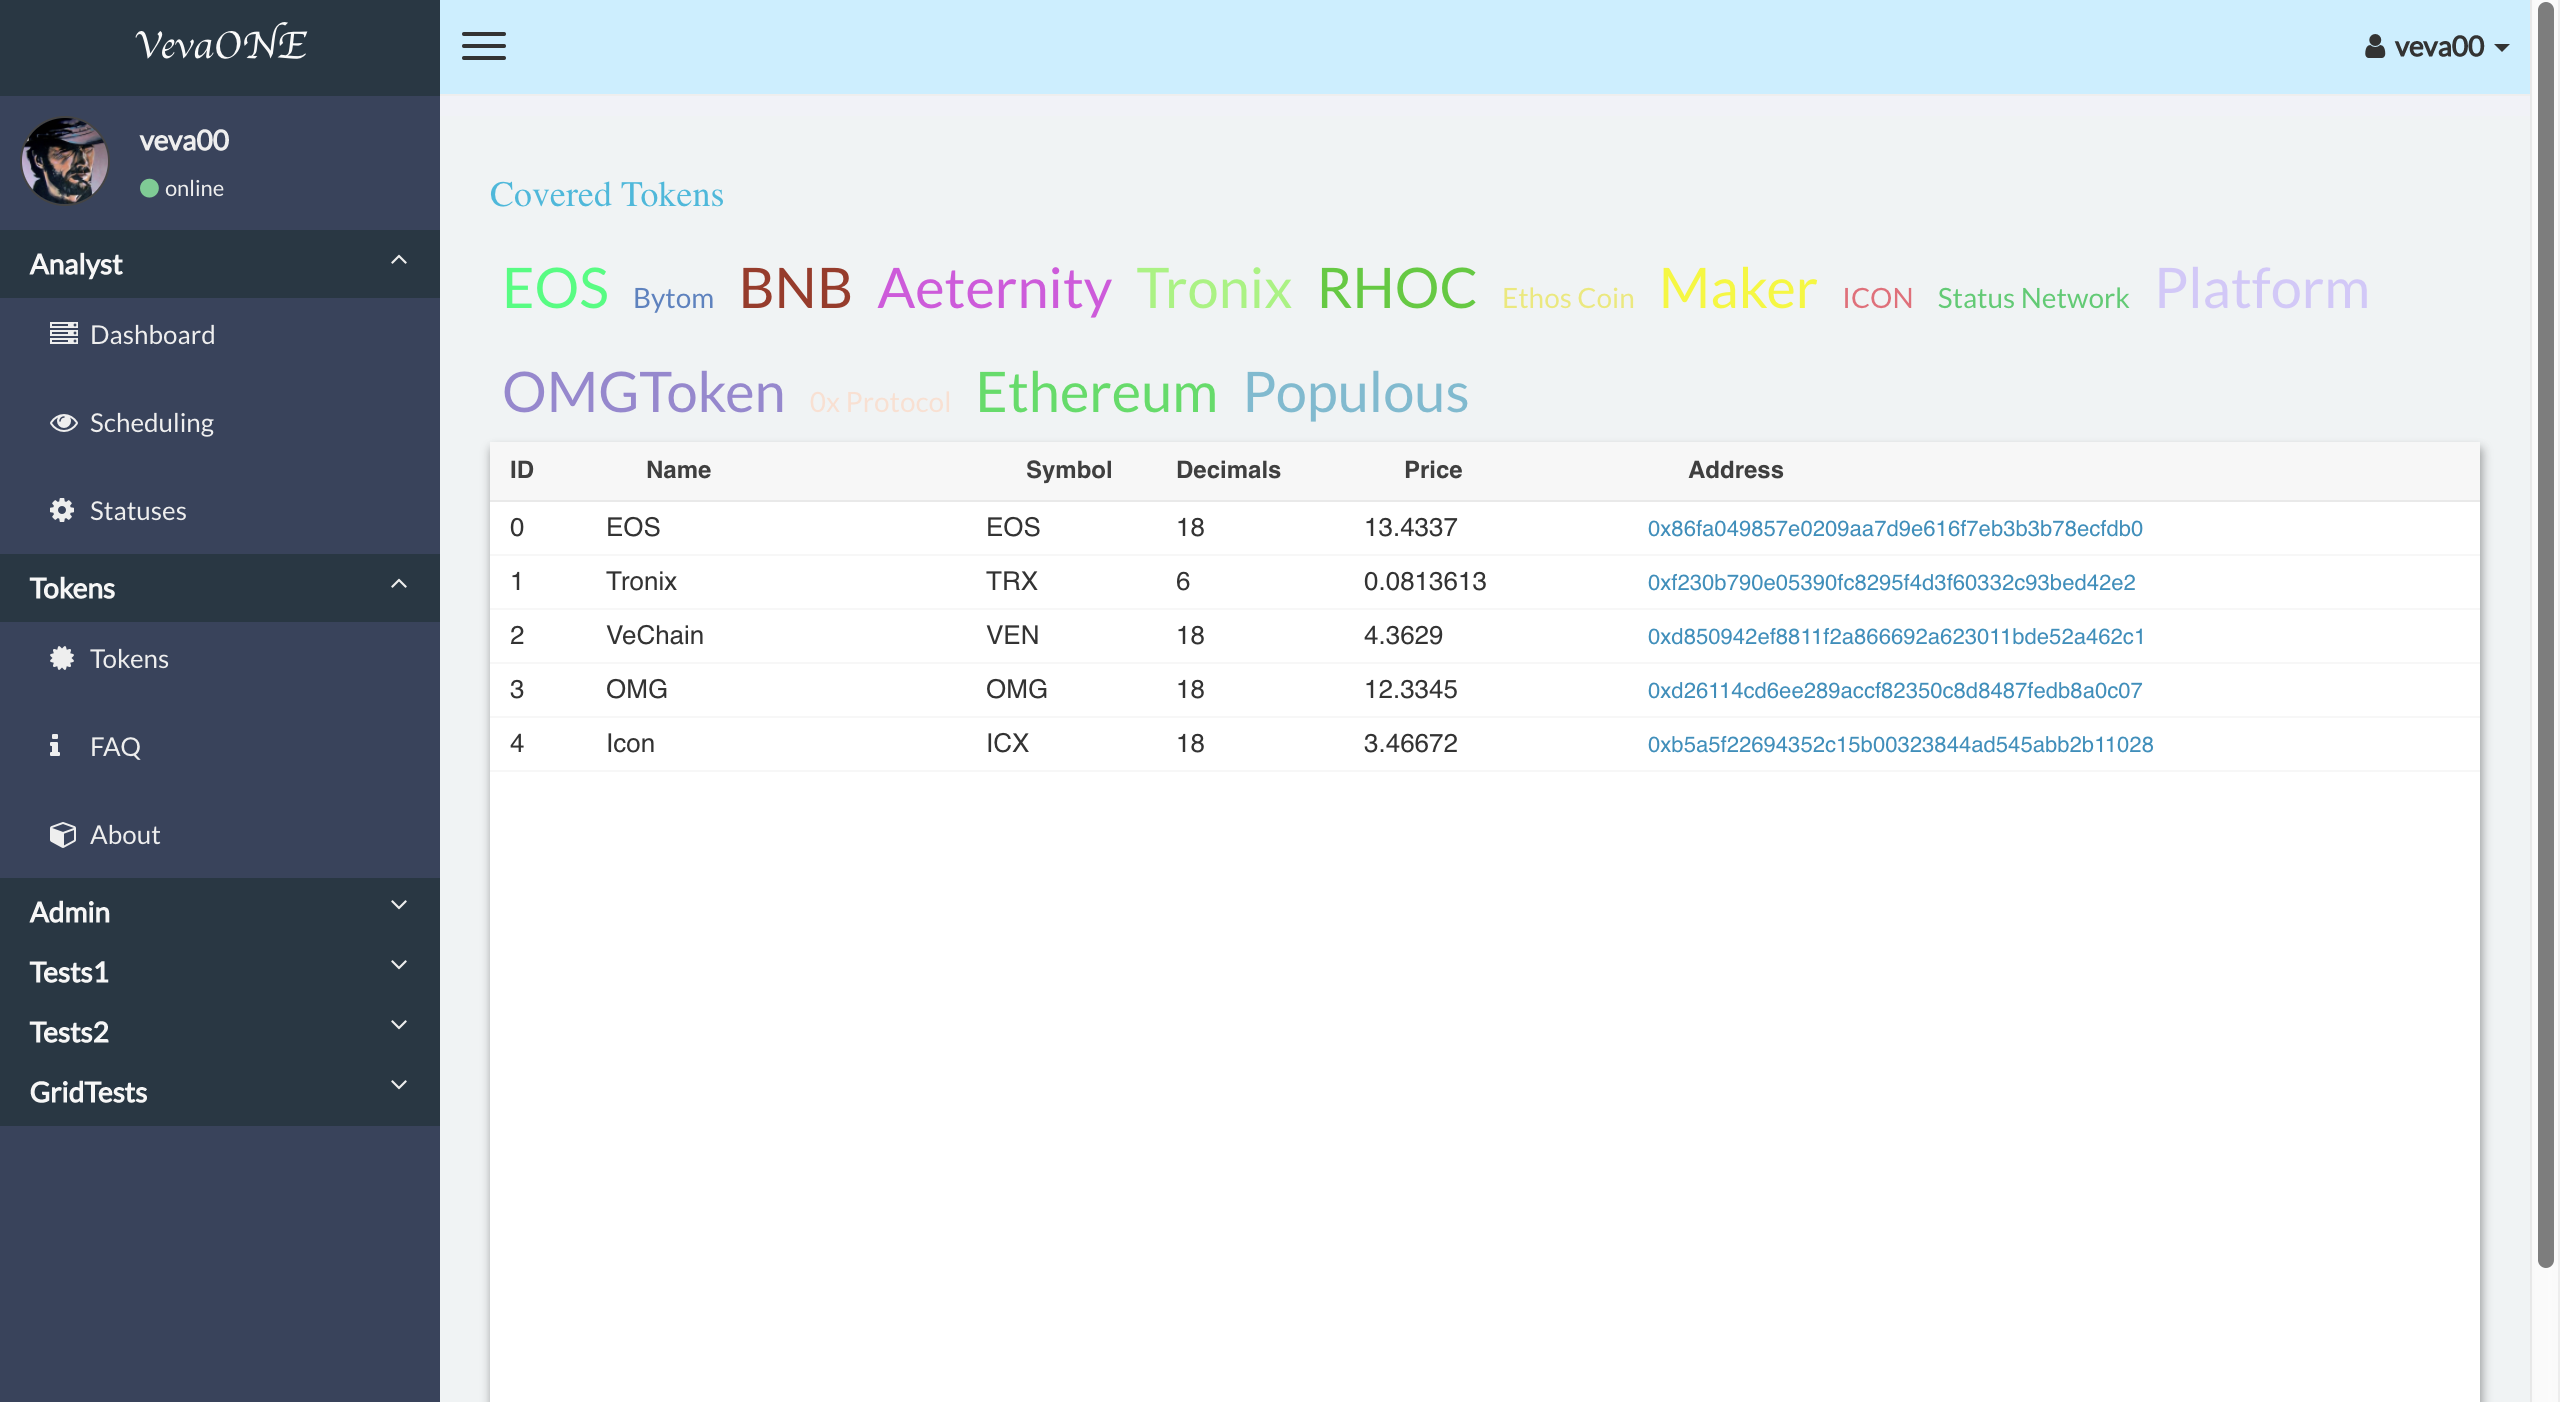 VevaONE
veva00
veva00
online
Analyst
Dashboard
Scheduling
Statuses
Tokens
Tokens
FAQ
About
Admin
Tests1
Tests2
GridTests
Covered Tokens
EOS Bytom BNB Aeternity Tronix RHOC Ethos Coin Maker ICON Status Network Platform
OMGToken 0x Protocol Ethereum Populous
ID Name Symbol Decimals Price Address
0 EOS EOS 18 13.4337 0x86fa049857e0209aa7d9e616f7eb3b3b78ecfdb0
1 Tronix TRX 6 0.0813613 0xf230b790e05390fc8295f4d3f60332c93bed42e2
2 VeChain VEN 18 4.3629 0xd850942ef8811f2a866692a623011bde52a462c1
3 OMG OMG 18 12.3345 0xd26114cd6ee289accf82350c8d8487fedb8a0c07
4 Icon ICX 18 3.46672 0xb5a5f22694352c15b00323844ad545abb2b11028